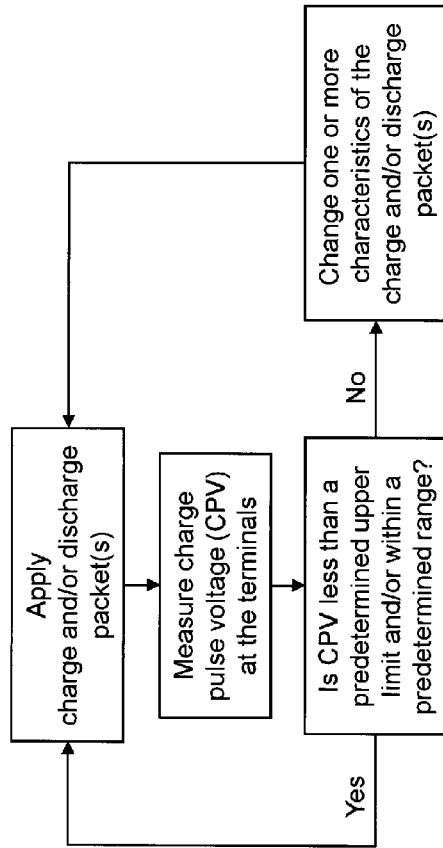 Apply
charge and/or discharge
packet(s)
Measure charge
pulse voltage (CPV)
at the terminals
Is CPV less than a
predetermined upper
limit and/or within a
predetermined range?
Yes
No
Change one or more
characteristics of the
charge and/or discharge
packet(s)